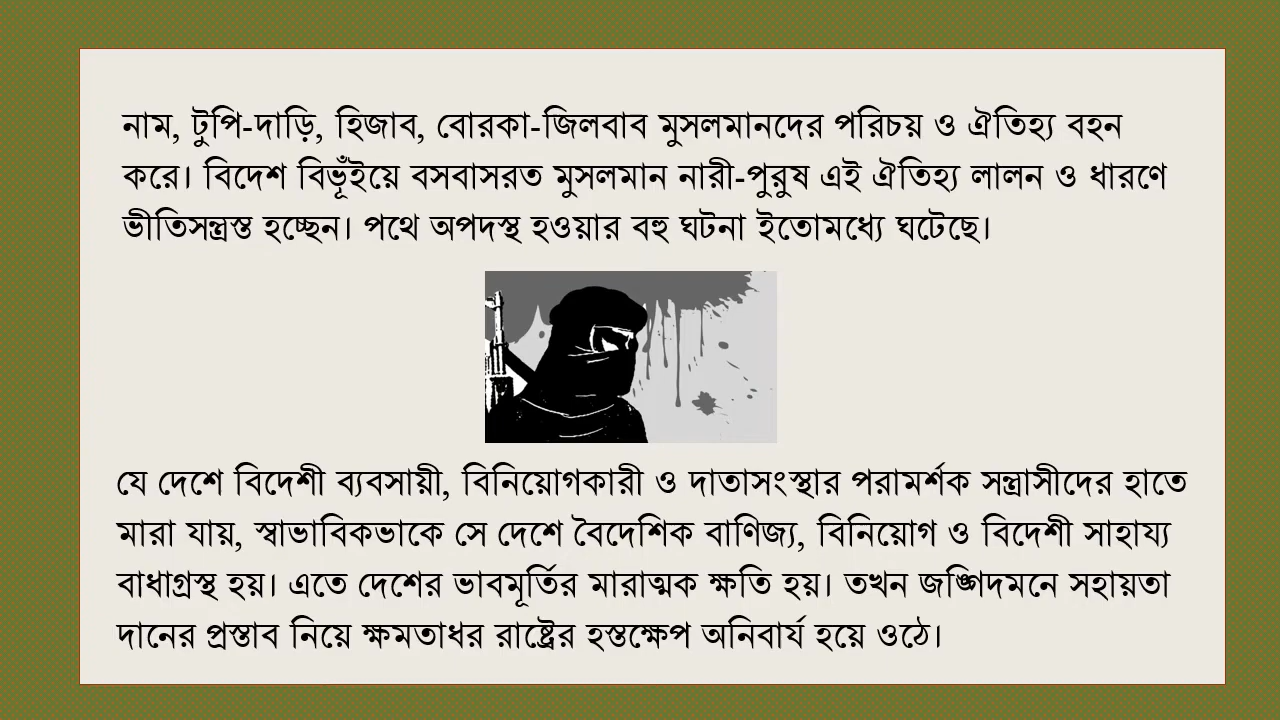 নাম, টুপি-দাড়ি, হিজাব, বোরকা-জিলবাব মুসলমানদের পরিচয় ও ঐতিহ্য বহন
করে। বিদেশ বিভূঁইয়ে বসবাসরত মুসলমান নারী-পুরুষ এই ঐতিহ্য লালন ও ধারণে
ভীতিসন্ত্রস্ত হচ্ছেন। পথে অপদস্থ হওয়ার বহু ঘটনা ইতোমধ্যে ঘটেছে।
যে দেশে বিদেশী ব্যবসায়ী, বিনিয়োগকারী ও দাতাসংস্থার পরামর্শক সন্ত্রাসীদের হাতে
মারা যায়, স্বাভাবিকভাকে সে দেশে বৈদেশিক বাণিজ্য, বিনিয়োগ ও বিদেশী সাহায্য
বাধাগ্রস্থ হয়। এতে দেশের ভাবমূর্তির মারাত্মক ক্ষতি হয়। তখন জঙ্গিদমনে সহায়তা
দানের প্রস্তাব নিয়ে ক্ষমতাধর রাষ্ট্রের হস্তক্ষেপ অনিবার্য হয়ে ওঠে।